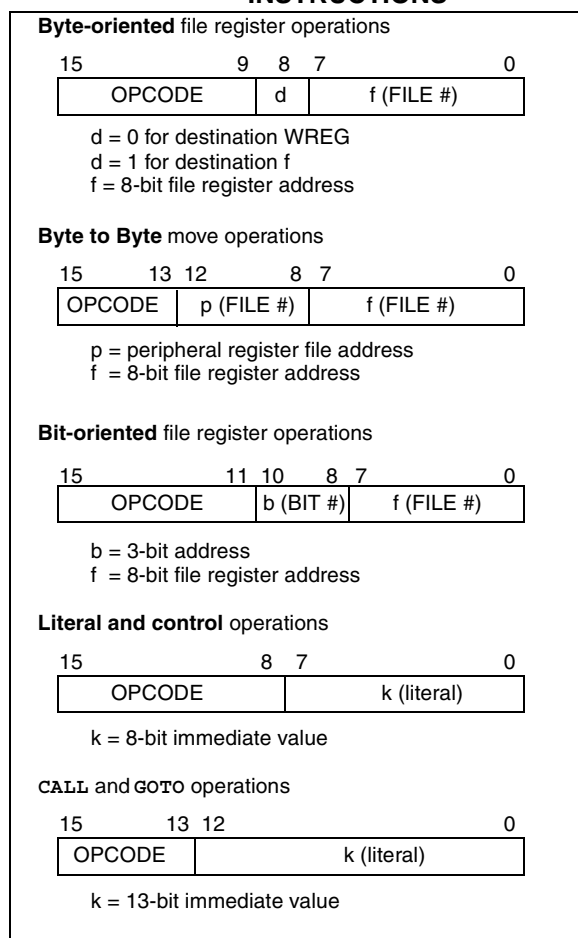 INSTRUCTIONS
Byte-oriented file register operations
15 9 8 7 0
OPCODE d f (FILE #)
d = 0 for destination WREG
d = 1 for destination f
f = 8-bit file register address
Byte to Byte move operations
15 13 12 8 7 0
OPCODE p (FILE #) f (FILE #)
p = peripheral register file address
f = 8-bit file register address
Bit-oriented file register operations
15 11 10 8 7 0
OPCODE b (BIT #) f (FILE #)
b = 3-bit address
f = 8-bit file register address
Literal and control operations
15 8 7 0
OPCODE k (literal)
k = 8-bit immediate value
CALL and GOTO operations
15 13 12 0
OPCODE k (literal)
k = 13-bit immediate value